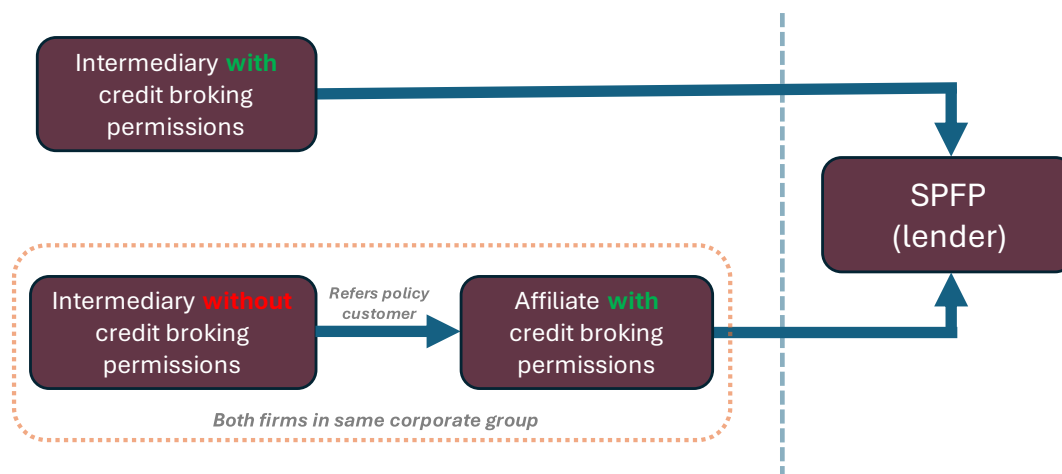 Intermediary with
credit broking
permissions
SPFP
(lender)
Intermediary without
credit broking
permissions
Refers policy
customer
Affiliate with
credit broking
permissions
Both firms in same corporate group